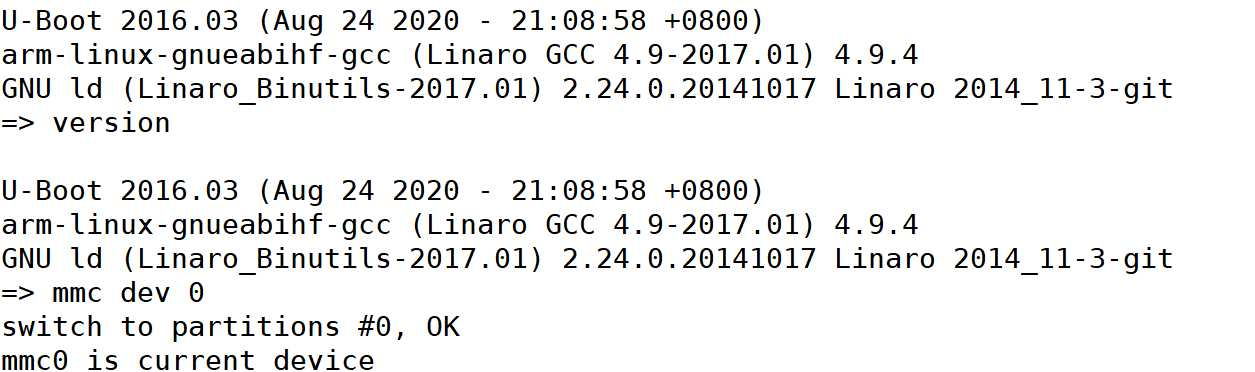 U-Boot 2016.03 (Aug 24 2020 - 21:08:58 +0800)
arm-linux-gnueabihf-gcc (Linaro GCC 4.9-2017.01) 4.9.4
GNU ld (Linaro_Binutils-2017.01) 2.24.0.20141017 Linaro 2014_11-3-git
=> version
U-Boot 2016.03 (Aug 24 2020 - 21:08:58 +0800)
arm-linux-gnueabihf-gcc (Linaro GCC 4.9-2017.01) 4.9.4
GNU ld (Linaro_Binutils-2017.01) 2.24.0.20141017 Linaro 2014_11-3-git
=> mmc dev 0
switch to partitions #0, OK
mmc0 is current device